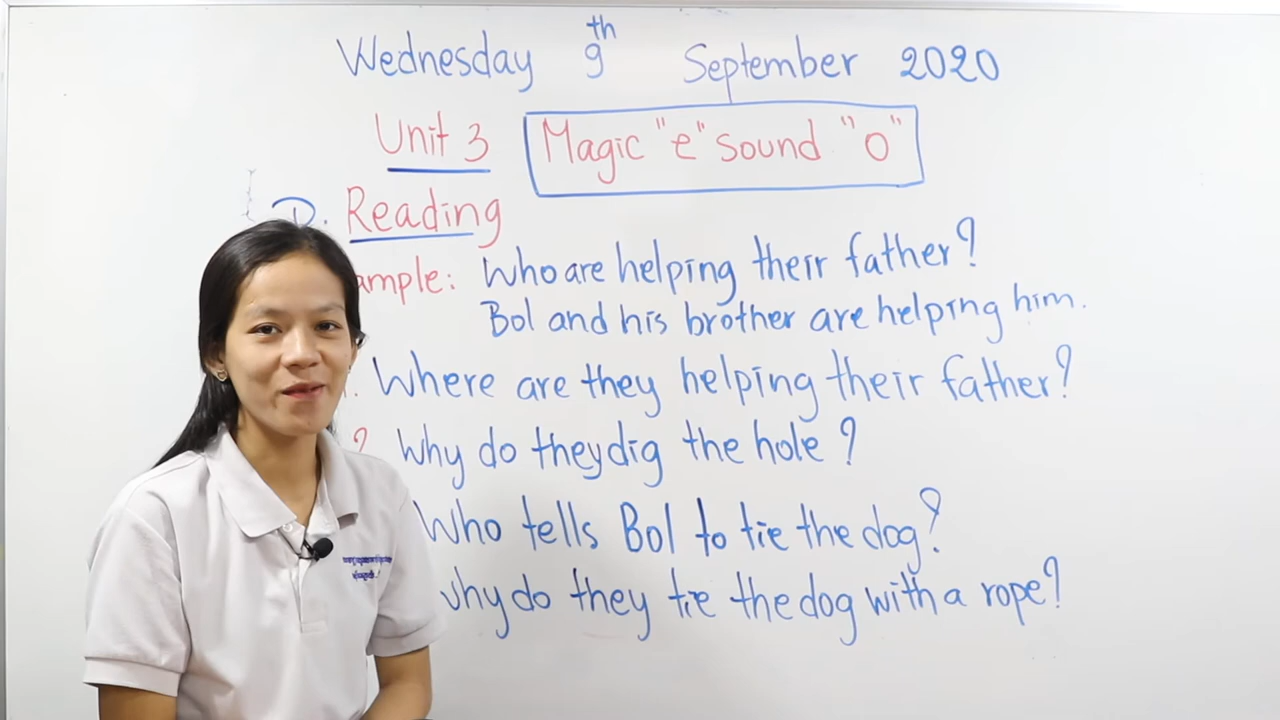 Wednesday 9th September 2020
Unit 3 Magic "e" sound "o"
D. Reading
ample: Who are helping their father?
Bol and his brother are helping him.
. Where are they helping their father?
2 Why do they dig the hole?
Who tells Bol to tie the dog?
why do they tie the dog with a rope?